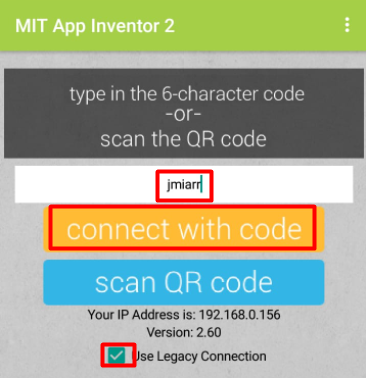 MIT App Inventor 2
type in the 6-character code
-or-
scan the QR code
jmiarr
connect with code
scan QR code
Your IP Address is: 192.168.0.156
Version: 2.60
Use Legacy Connection